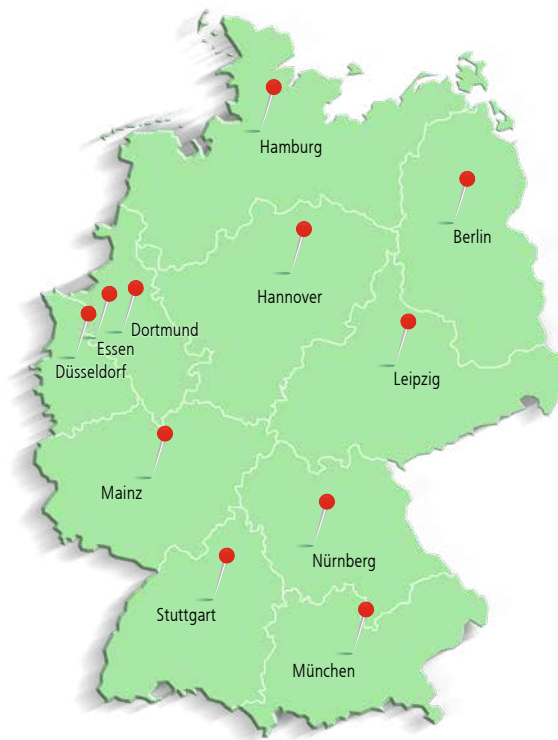 Hamburg
Berlin
Hannover
Dortmund
Essen
Düsseldorf
Leipzig
Mainz
Nürnberg
Stuttgart
München